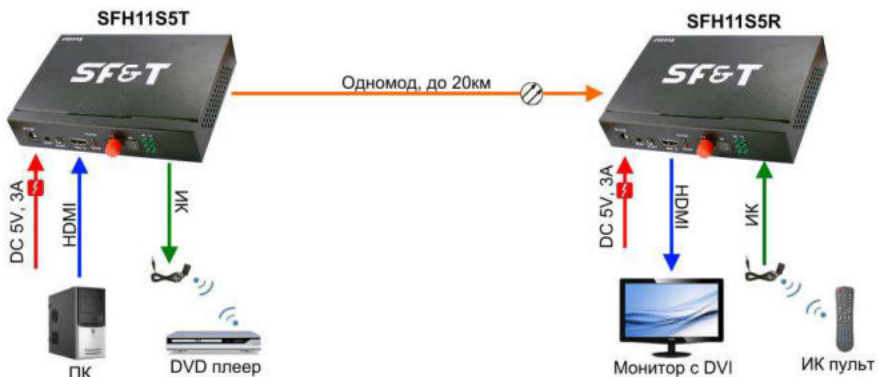 SFH11S5T
SFH11S5R
SF&T
SF&T
Одномод, до 20км
DC 5V, 3A
HDMI
ИК
DC 5V, 3A
HDMI
ИК
ПК
DVD плеер
Монитор с DVI
ИК пульт